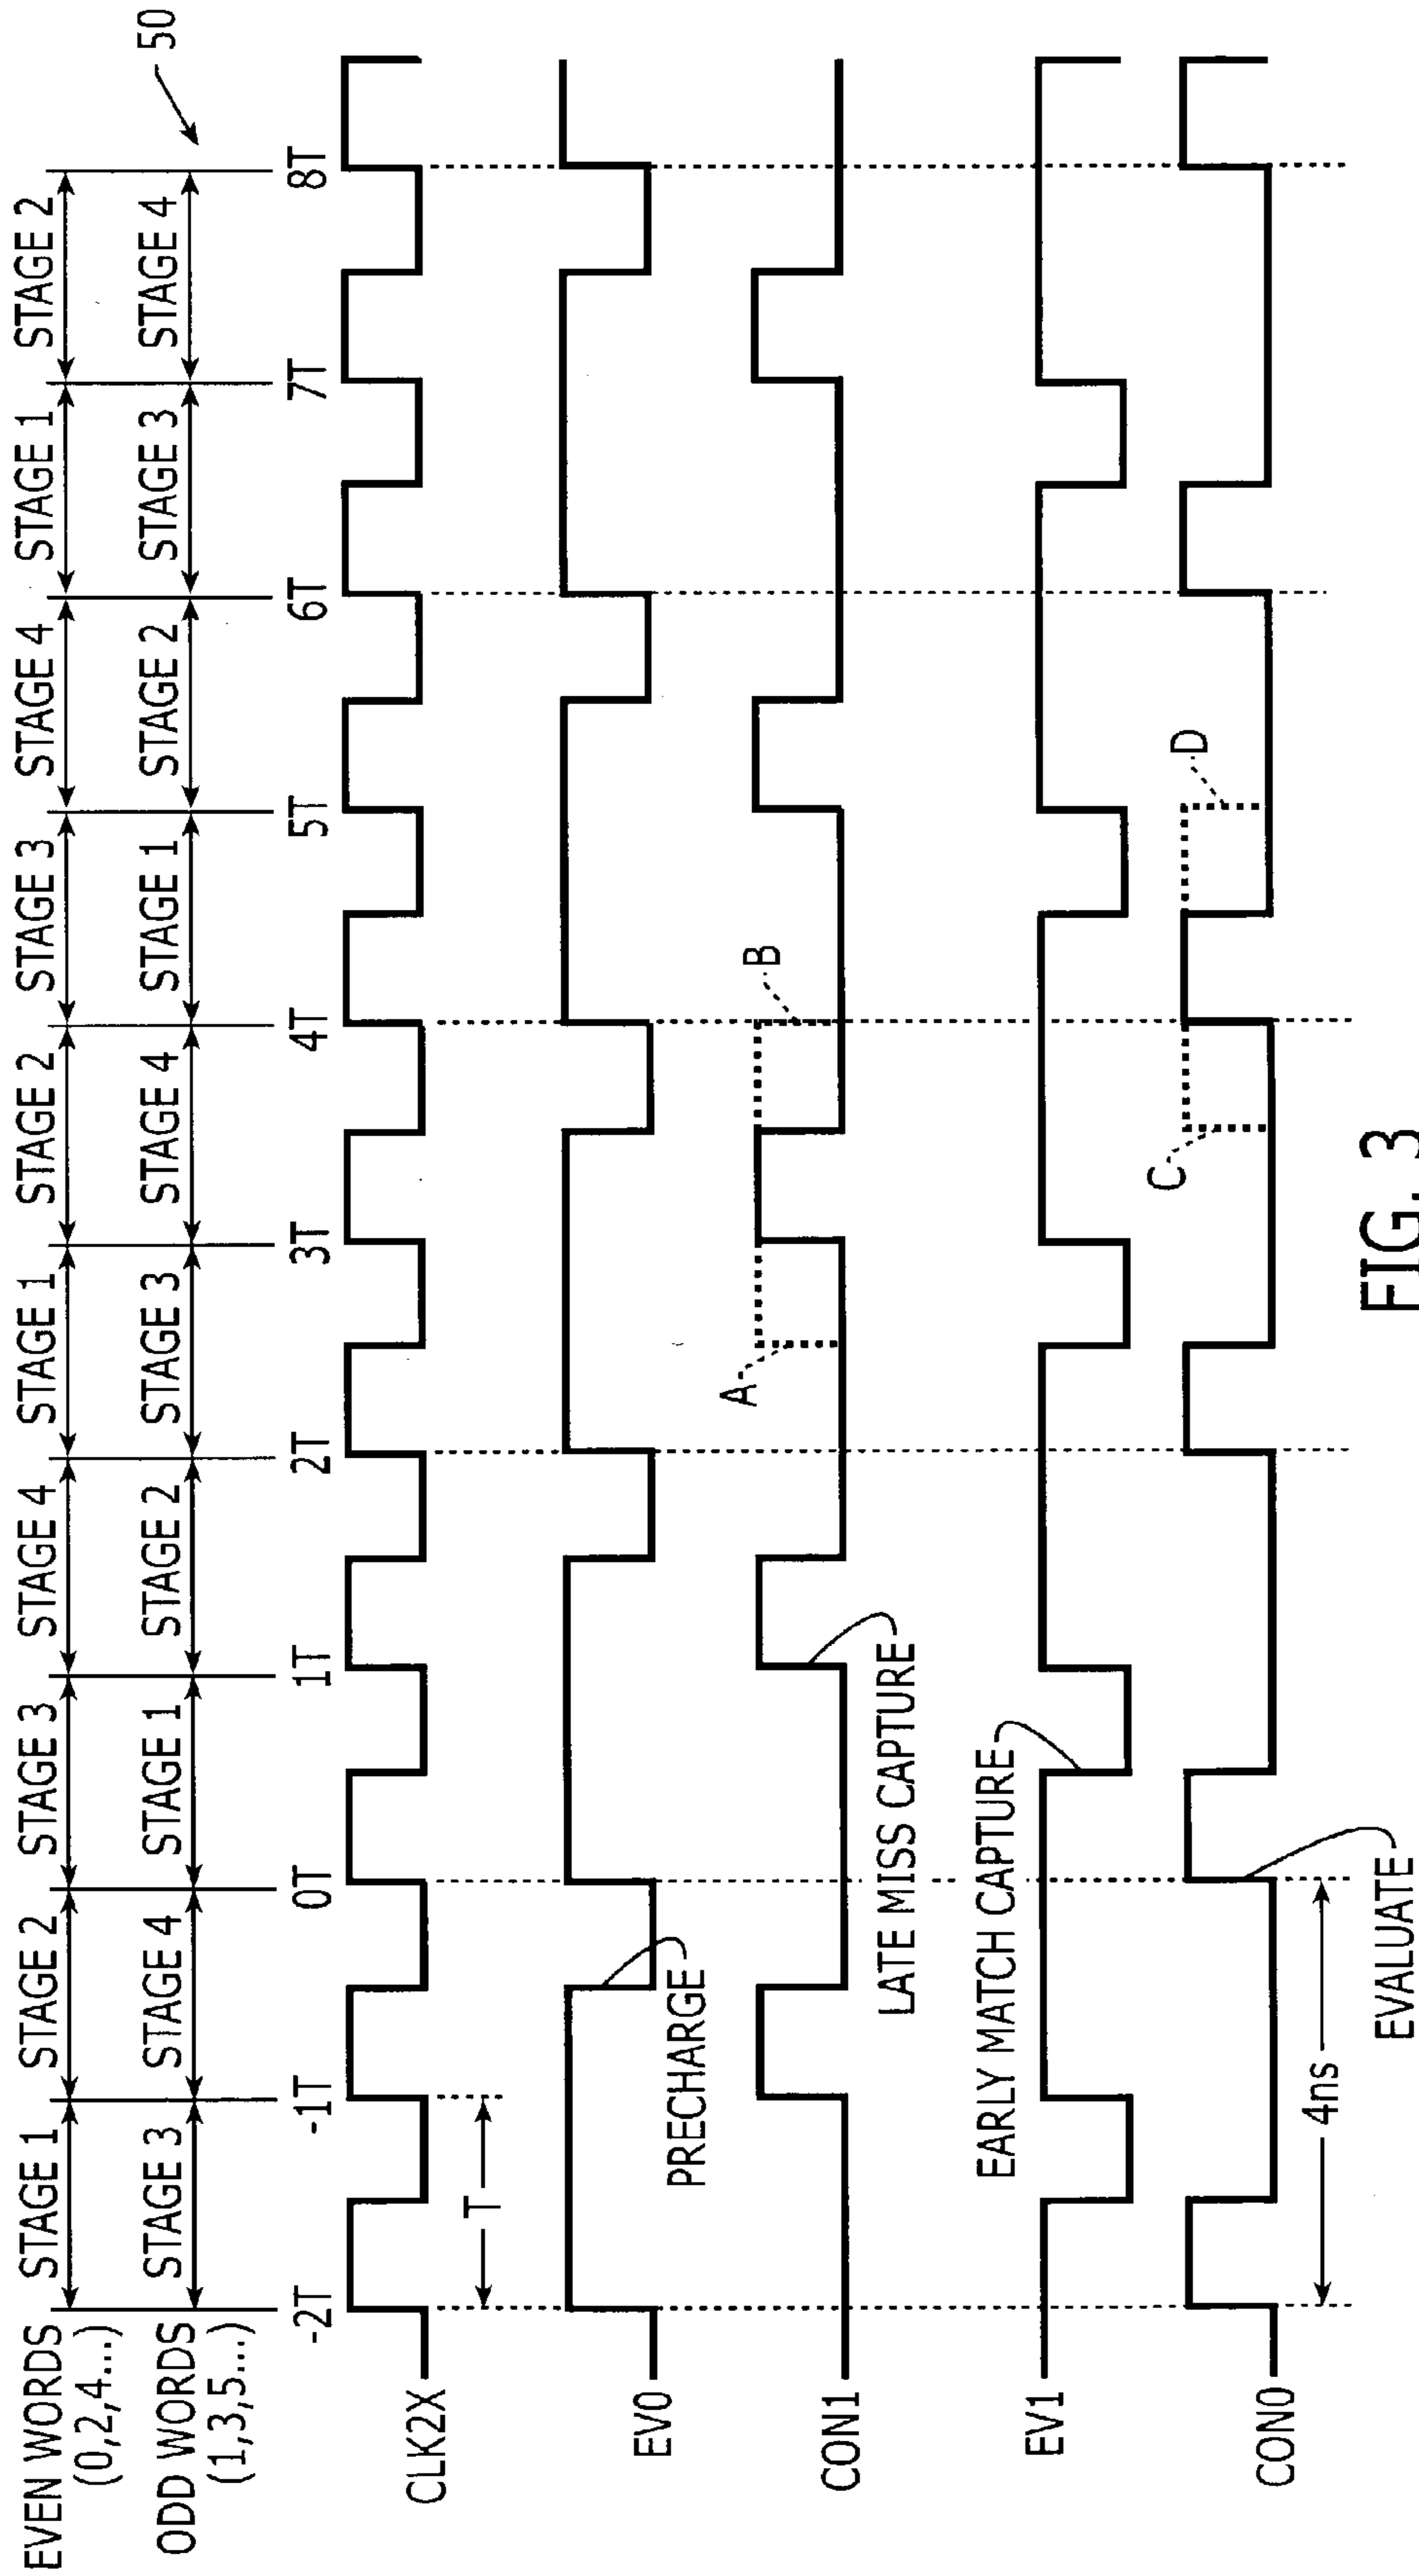 EVEN WORDS
(0,2,4...)
STAGE 1 STAGE 2 STAGE 3 STAGE 4 STAGE 1 STAGE 2 STAGE 3 STAGE 4 STAGE 1 STAGE 2
ODD WORDS
(1,3,5...)
STAGE 3 STAGE 4 STAGE 1 STAGE 2 STAGE 3 STAGE 4 STAGE 1 STAGE 2 STAGE 3 STAGE 4
50
-2T -1T 0T 1T 2T 3T 4T 5T 6T 7T 8T
CLK2X
T
EV0
PRECHARGE
CON1
A
B
LATE MISS CAPTURE
EARLY MATCH CAPTURE
EV1
C
D
CON0
4ns
EVALUATE
FIG. 3